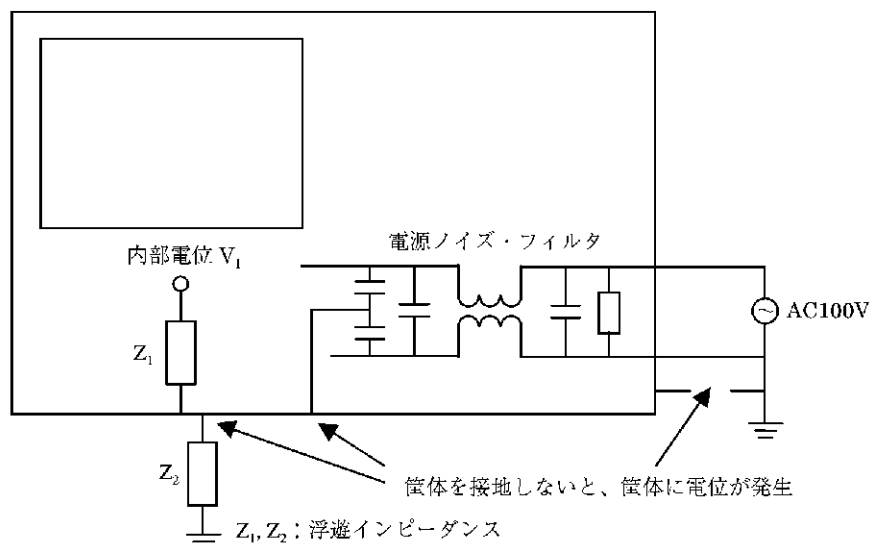 電源ノイズ・フィルタ
内部電位 V₁
AC100V
Z₁
Z₂
筐体を接地しないと、筐体に電位が発生
Z₁, Z₂ : 浮遊インピーダンス